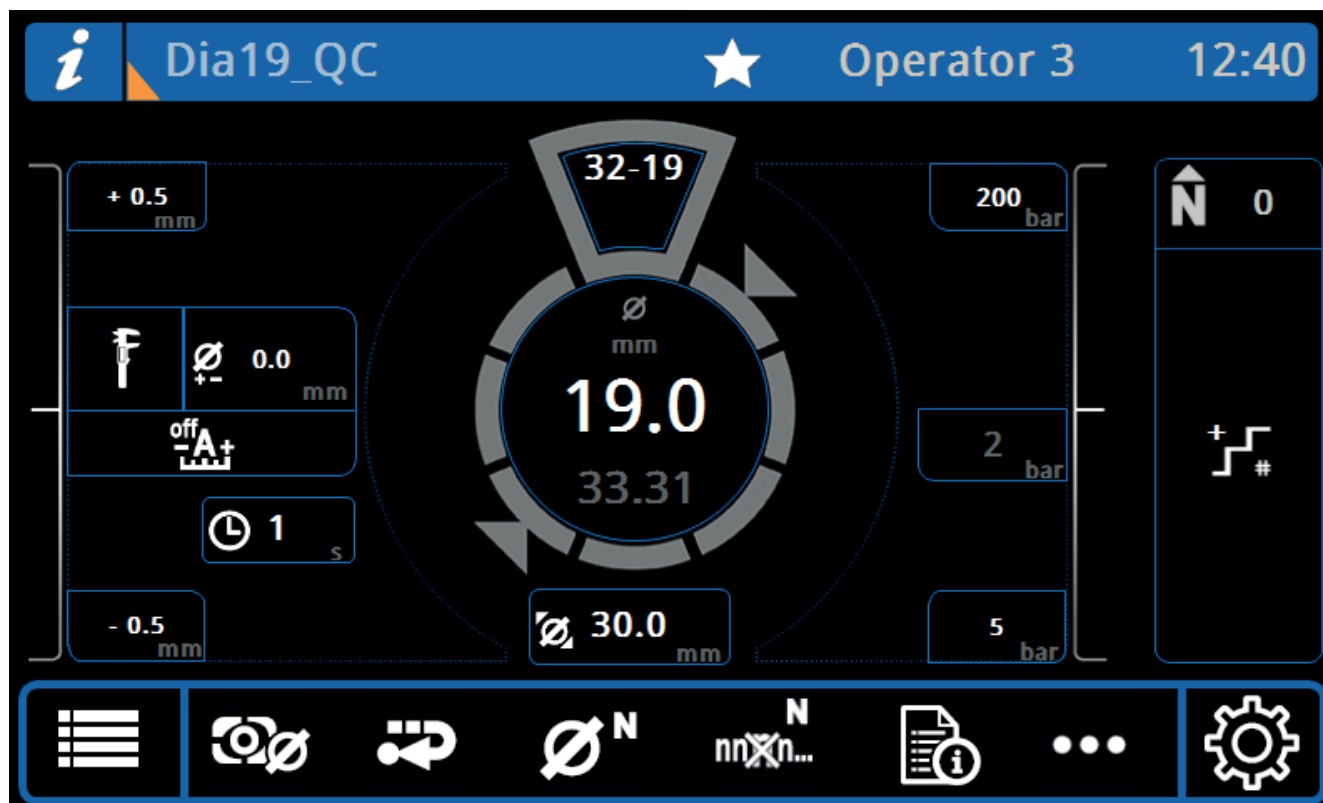 i Dia19_QC Operator 3 12:40
+ 0.5 mm
32-19
200 bar
N 0
Ø
mm
Ø +- 0.0 mm
19.0
off
-A+
33.31
2 bar
+ #
1 s
- 0.5 mm
Ø 30.0 mm
5 bar
Ø Ø N
N
nnXn...
i